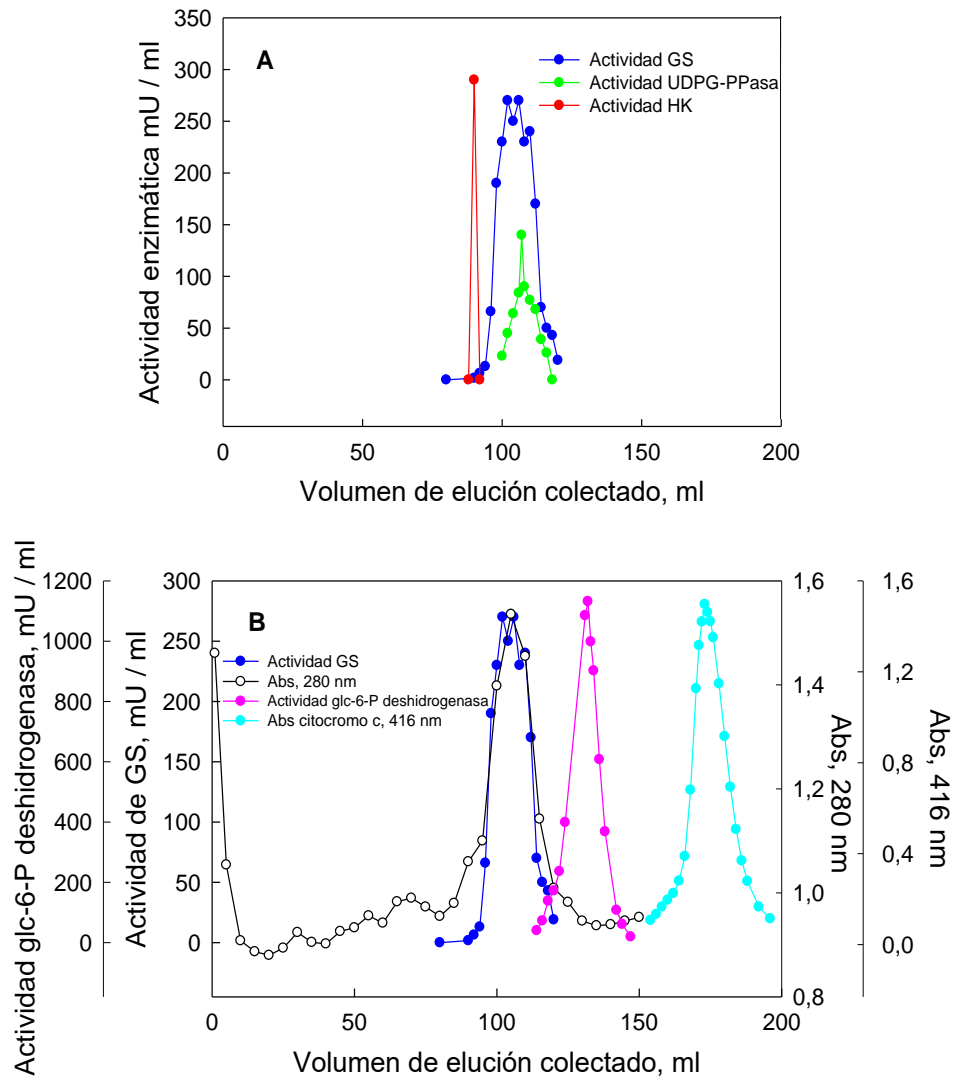 350
300
250
200
150
100
50
0
Actividad enzimática mU / ml
A
Actividad GS
Actividad UDPG-PPasa
Actividad HK
0 50 100 150 200
Volumen de elución colectado, ml
Actividad glc-6-P deshidrogenasa, mU / ml
1200
1000
800
600
400
200
0
Actividad de GS, mU / ml
300
250
200
150
100
50
0
B
Actividad GS
Abs, 280 nm
Actividad glc-6-P deshidrogenasa
Abs citocromo c, 416 nm
1,6
1,4
1,2
1,0
0,8
Abs, 280 nm
1,6
1,2
0,8
0,4
0,0
Abs, 416 nm
0 50 100 150 200
Volumen de elución colectado, ml